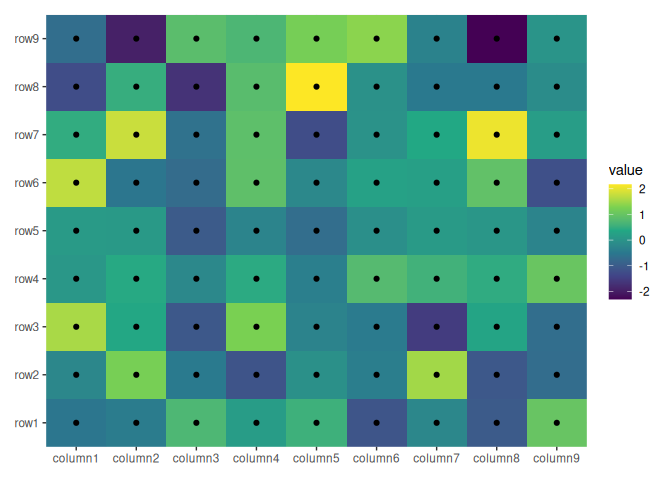 row9
row8
row7
row6
row5
row4
row3
row2
row1
column1 column2 column3 column4 column5 column6 column7 column8 column9
value
2
1
0
-1
-2